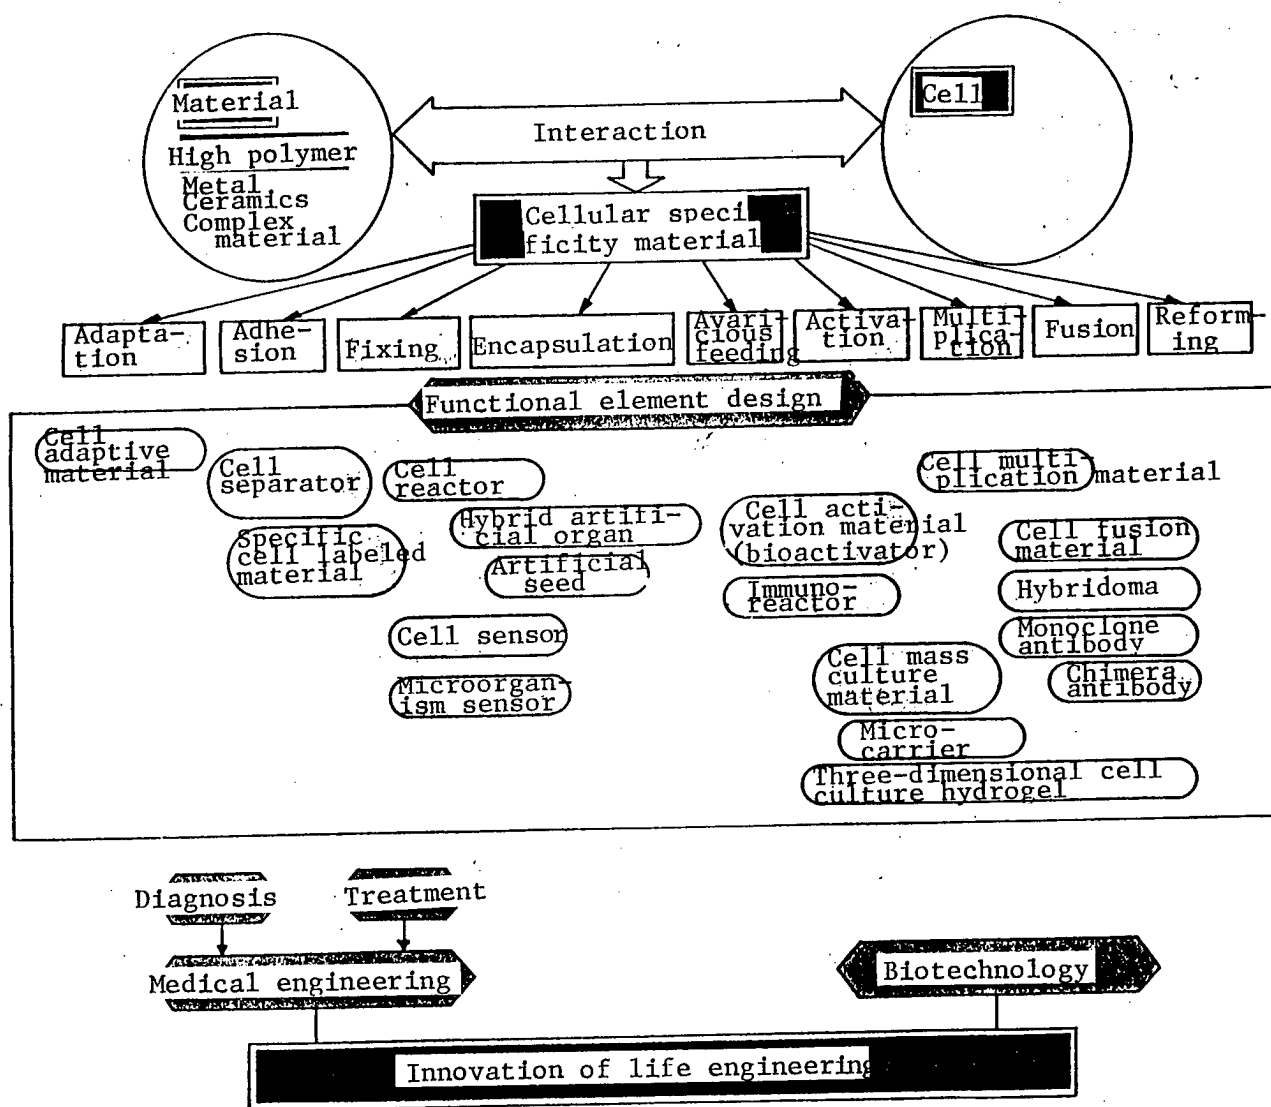 Material
High polymer
Metal
Ceramics
Complex
material
Interaction
Cell
Cellular speci
ficity material
Adapta-
tion
Adhe-
sion
Fixing
Encapsulation
Avari-
cious
feeding
Activa-
tion
Multi-
plica-
tion
Fusion
Reform-
ing
Functional element design
Cell
adaptive
material
Cell
separator
Specific
cell labeled
material
Cell
reactor
Hybrid artifi-
cial organ
Artificial
seed
Cell sensor
Microorgan-
ism sensor
Cell acti-
vation material
(bioactivator)
Immuno-
reactor
Cell multi-
plication material
Cell fusion
material
Hybridoma
Monoclone
antibody
Chimera
antibody
Cell mass
culture
material
Micro-
carrier
Three-dimensional cell
culture hydrogel
Diagnosis
Treatment
Medical engineering
Biotechnology
Innovation of life engineering